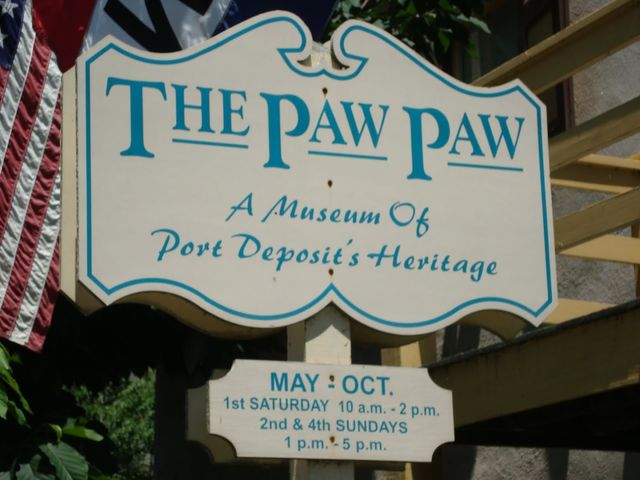 THE PAW PAW
A Museum Of
Port Deposit's Heritage
MAY - OCT.
1st SATURDAY 10 a.m. - 2 p.m.
2nd & 4th SUNDAYS
1 p.m. - 5 p.m.